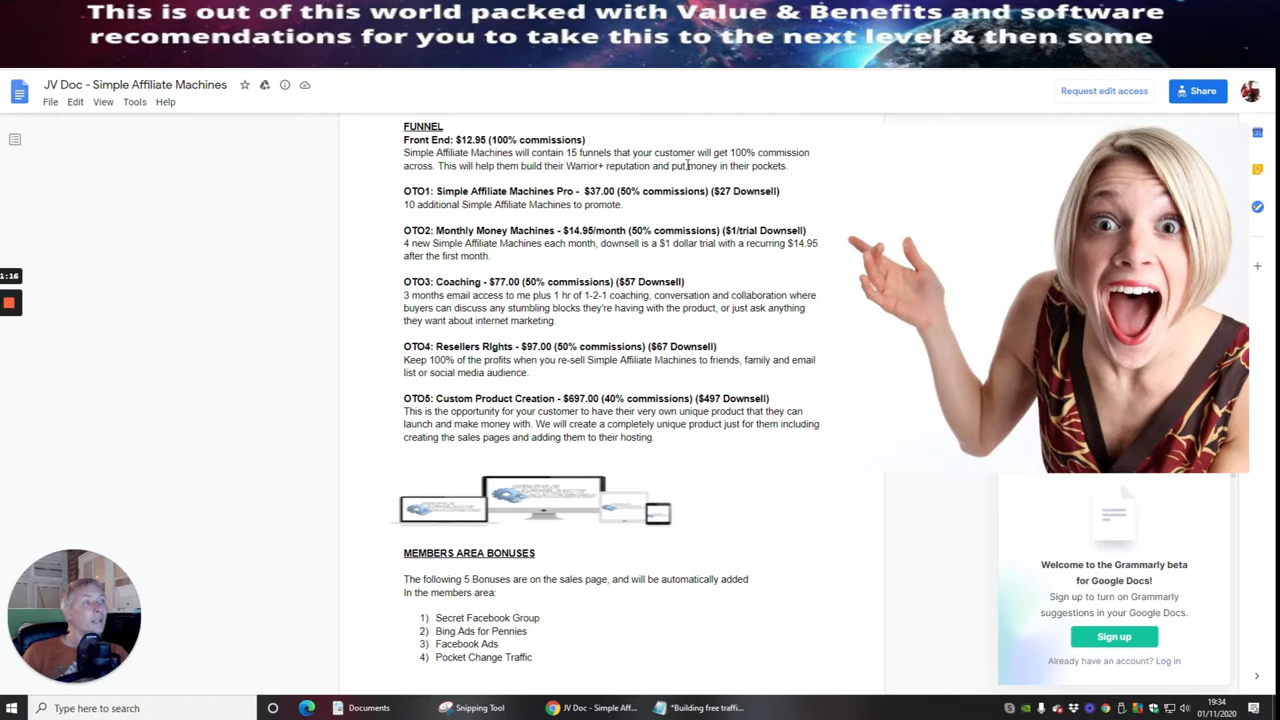 This is out of this world packed with Value & Benefits and software
recomendations for you to take this to the next level & then some
JV Doc - Simple Affiliate Machines
File Edit View Tools Help
Request edit access
Share
FUNNEL
Front End: $12.95 (100% commissions)
Simple Affiliate Machines will contain 15 funnels that your customer will get 100% commission
across. This will help them build their Warrior+ reputation and put money in their pockets.
OTO1: Simple Affiliate Machines Pro - $37.00 (50% commissions) ($27 Downsell)
10 additional Simple Affiliate Machines to promote.
OTO2: Monthly Money Machines - $14.95/month (50% commissions) ($1/trial Downsell)
4 new Simple Affiliate Machines each month, downsell is a $1 dollar trial with a recurring $14.95
after the first month.
1:16
OTO3: Coaching - $77.00 (50% commissions) ($57 Downsell)
3 months email access to me plus 1 hr of 1-2-1 coaching, conversation and collaboration where
buyers can discuss any stumbling blocks they're having with the product, or just ask anything
they want about internet marketing.
OTO4: Resellers RIghts - $97.00 (50% commissions) ($67 Downsell)
Keep 100% of the profits when you re-sell Simple Affiliate Machines to friends, family and email
list or social media audience.
OTO5: Custom Product Creation - $697.00 (40% commissions) ($497 Downsell)
This is the opportunity for your customer to have their very own unique product that they can
launch and make money with. We will create a completely unique product just for them including
creating the sales pages and adding them to their hosting.
MEMBERS AREA BONUSES
The following 5 Bonuses are on the sales page, and will be automatically added
In the members area:
1) Secret Facebook Group
2) Bing Ads for Pennies
3) Facebook Ads
4) Pocket Change Traffic
Welcome to the Grammarly beta
for Google Docs!
Sign up to turn on Grammarly
suggestions in your Google Docs.
Sign up
Already have an account? Log in
Type here to search
Documents
Snipping Tool
JV Doc - Simple Aff...
*Building free traffi...
19:34
01/11/2020